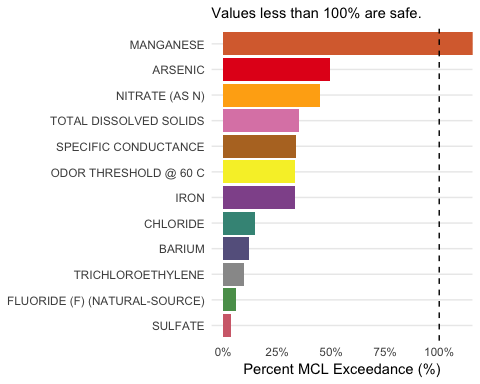 Values less than 100% are safe.
MANGANESE
ARSENIC
NITRATE (AS N)
TOTAL DISSOLVED SOLIDS
SPECIFIC CONDUCTANCE
ODOR THRESHOLD @ 60 C
IRON
CHLORIDE
BARIUM
TRICHLOROETHYLENE
FLUORIDE (F) (NATURAL-SOURCE)
SULFATE
0% 25% 50% 75% 100%
Percent MCL Exceedance (%)